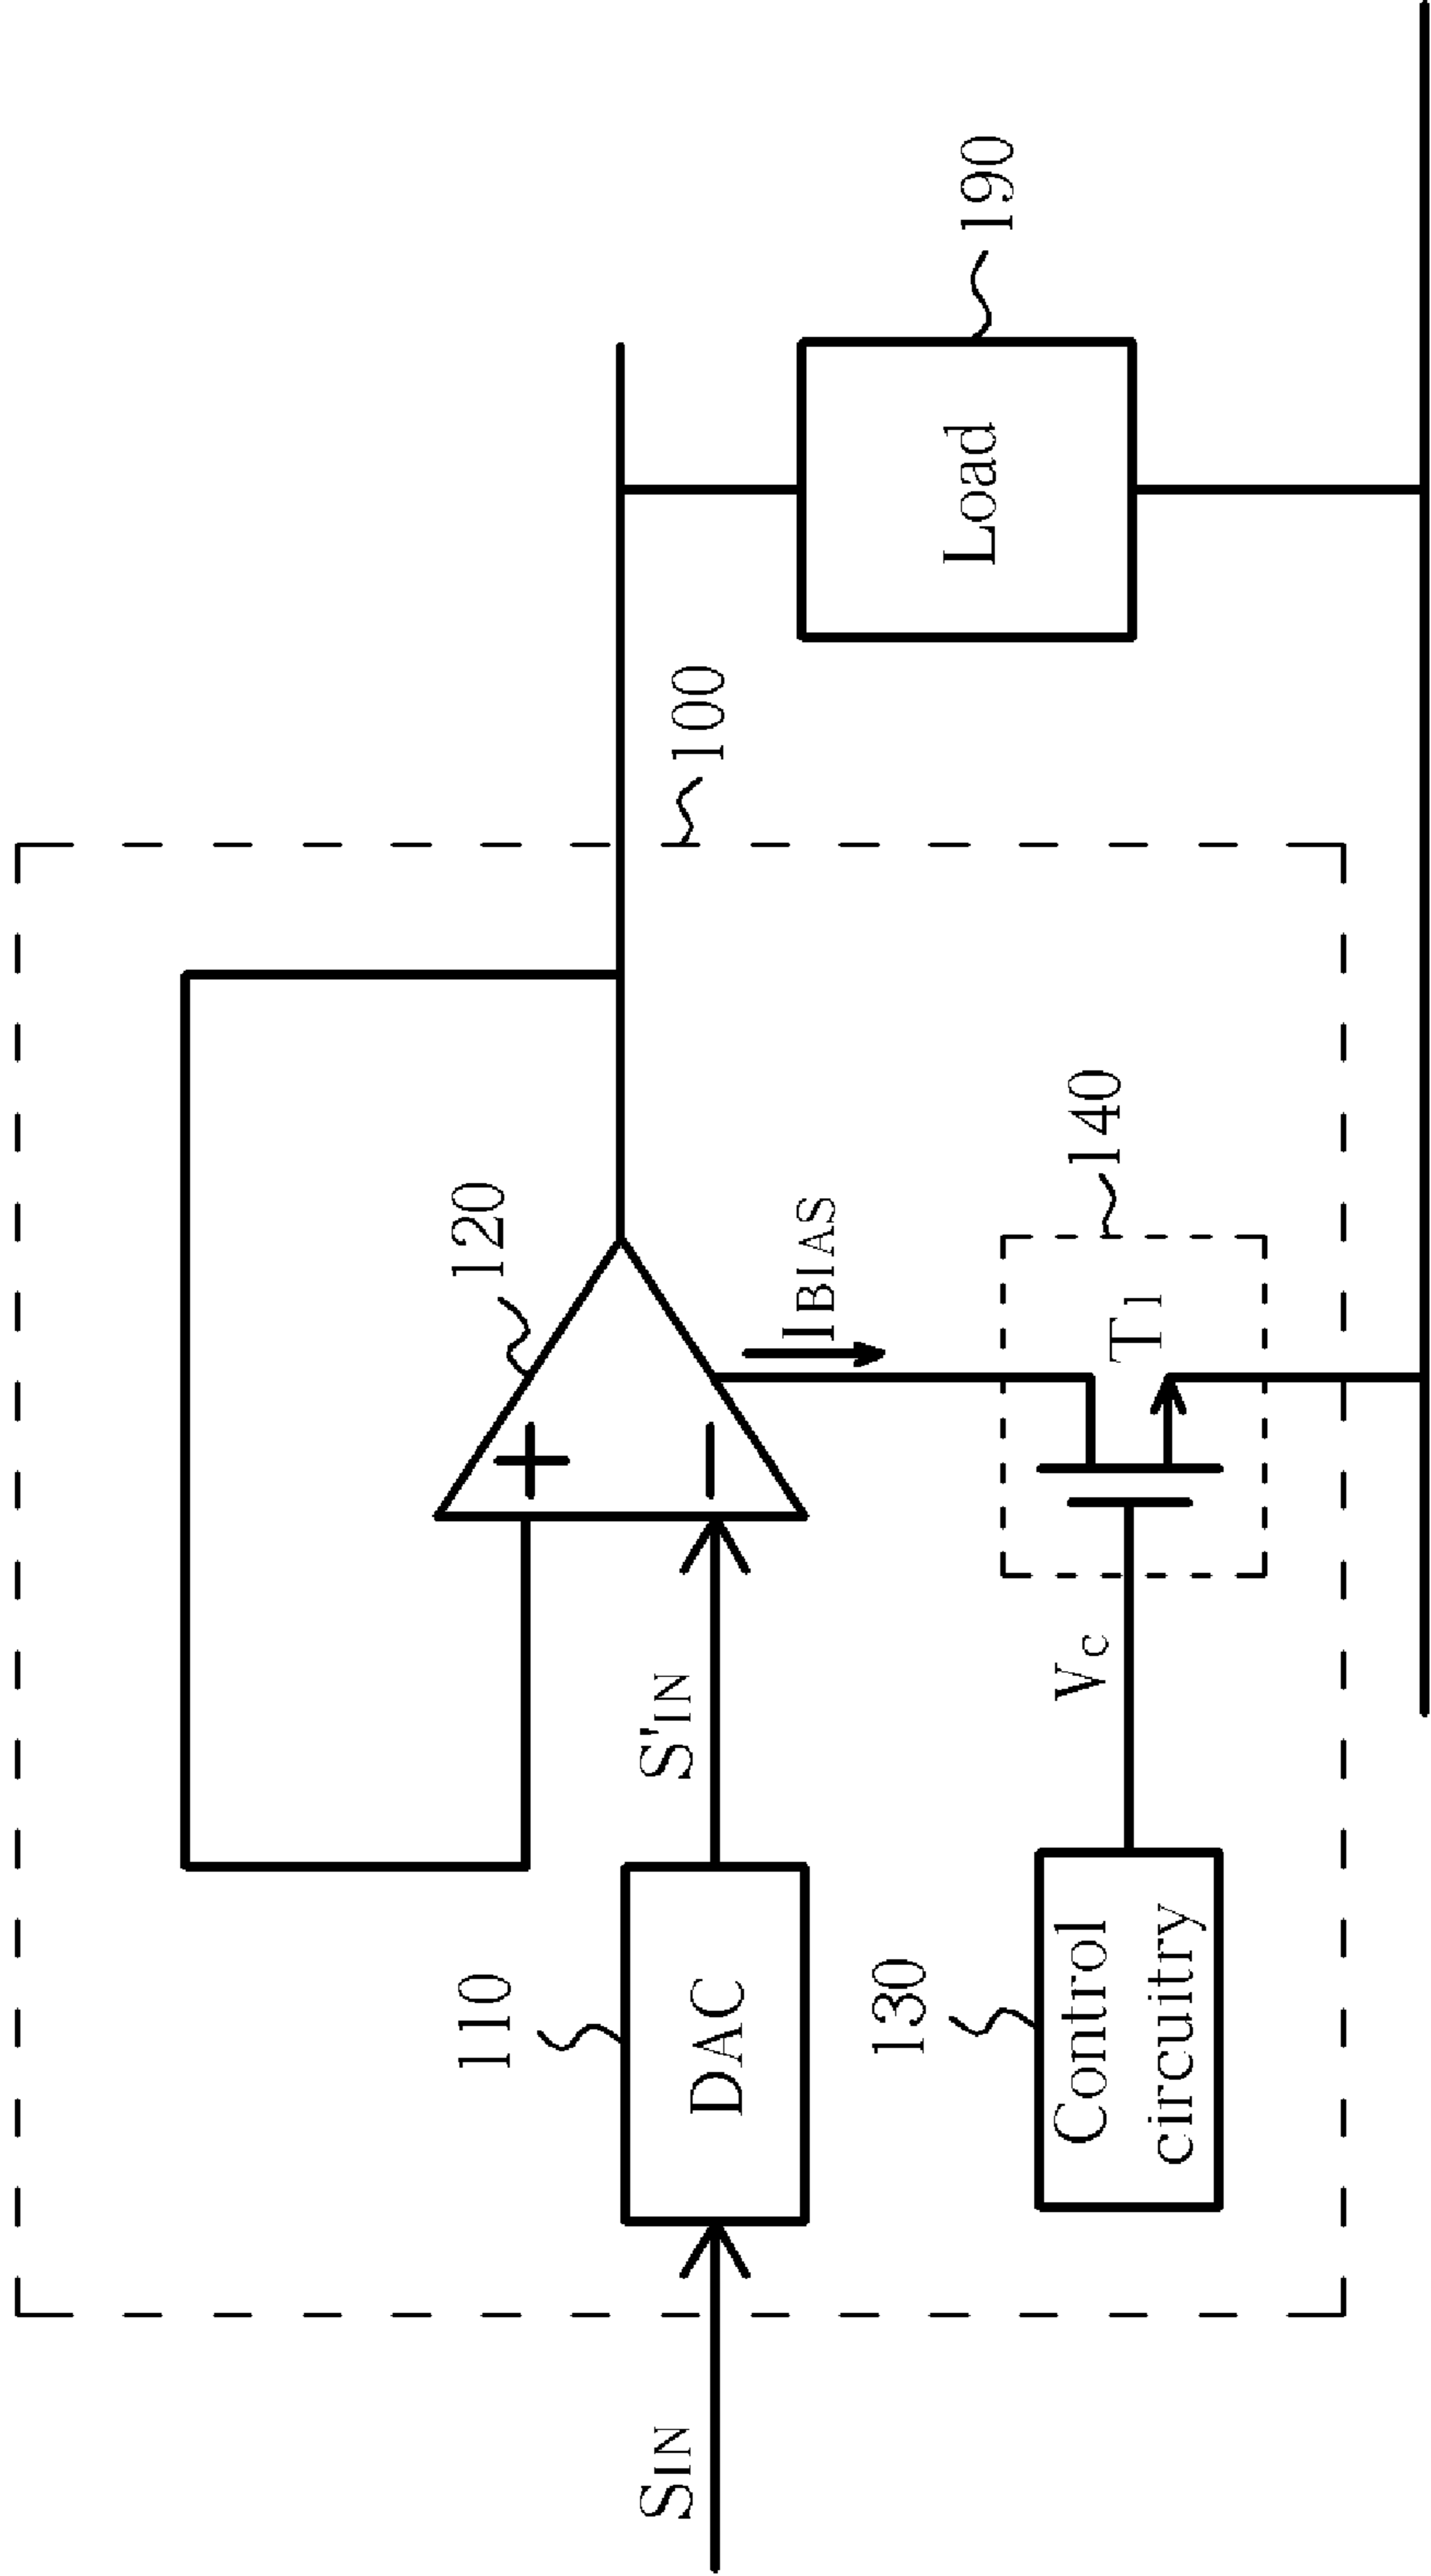 120
100
190
+
−
110
SIN
DAC
S'IN
IBIAS
Load
130
140
Control
circuitry
Vc
T1